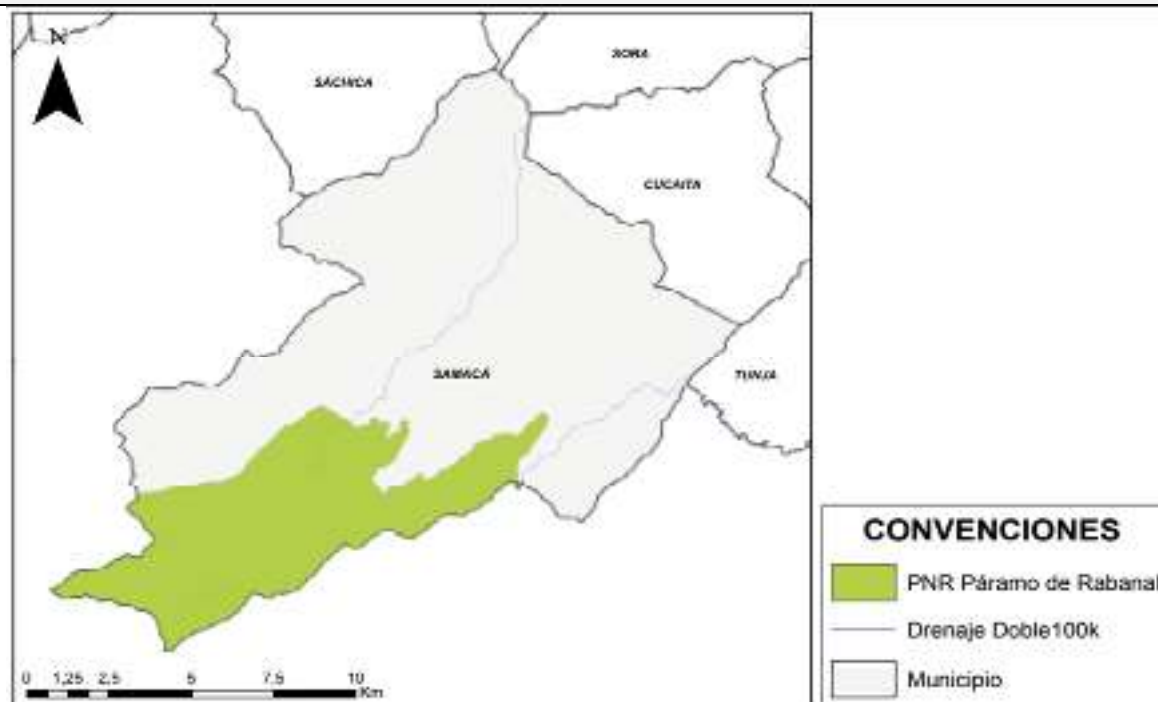 N
SORA
SÁCHICA
CUCAITA
SAMACÁ
TUNJA
0 1,25 2,5 5 7,5 10
Km
CONVENCIONES
PNR Páramo de Rabanal
Drenaje Doble100k
Municipio